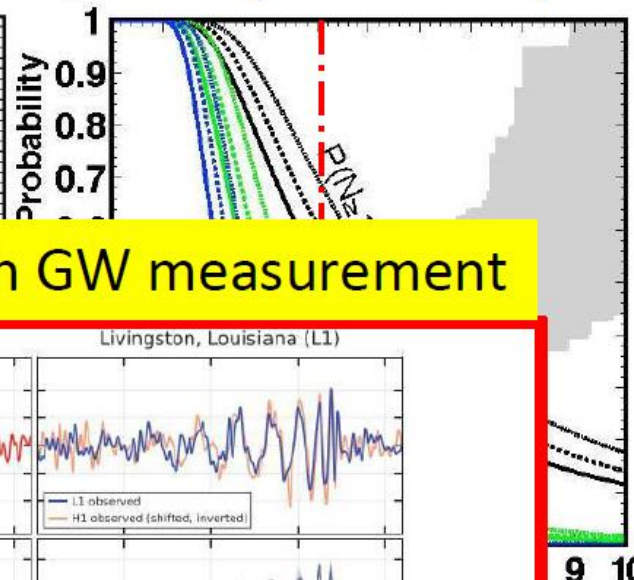 1
0.9
Probability
0.8
0.7
P(N≥
GW measurement
Livingston, Louisiana (L1)
L1 observed
H1 observed (shifted, inverted)
9 10